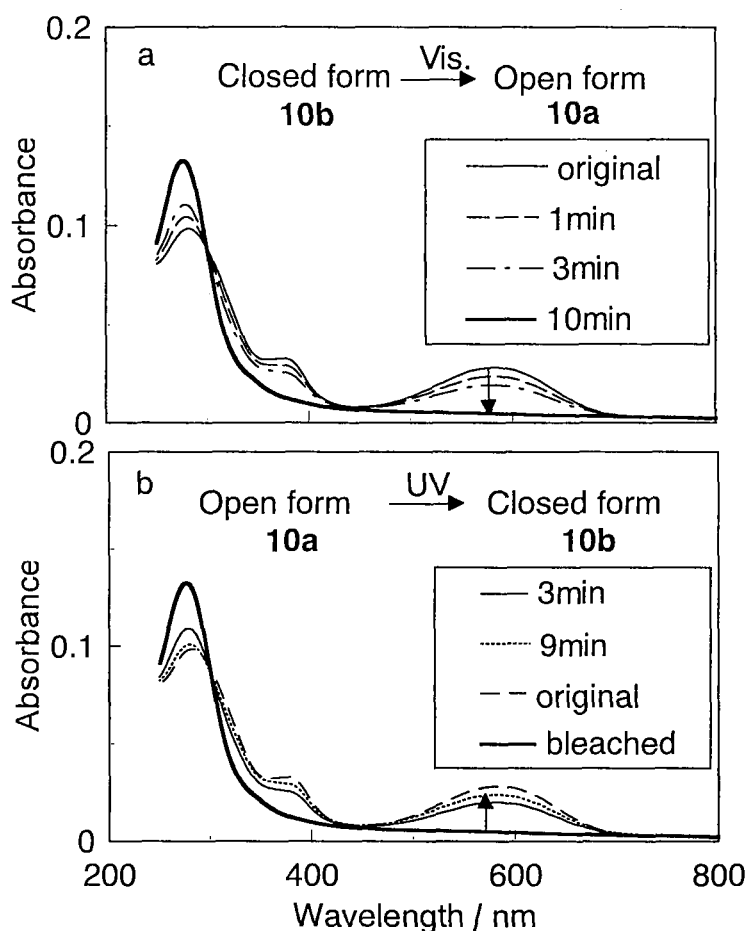 0.2
a
Vis.
Closed form
Open form
10b
10a
original
1min
3min
10min
0.1
0
Absorbance
0.2
b
UV
Open form
Closed form
10a
10b
3min
9min
original
bleached
0.1
0
Absorbance
200
400
600
800
Wavelength / nm